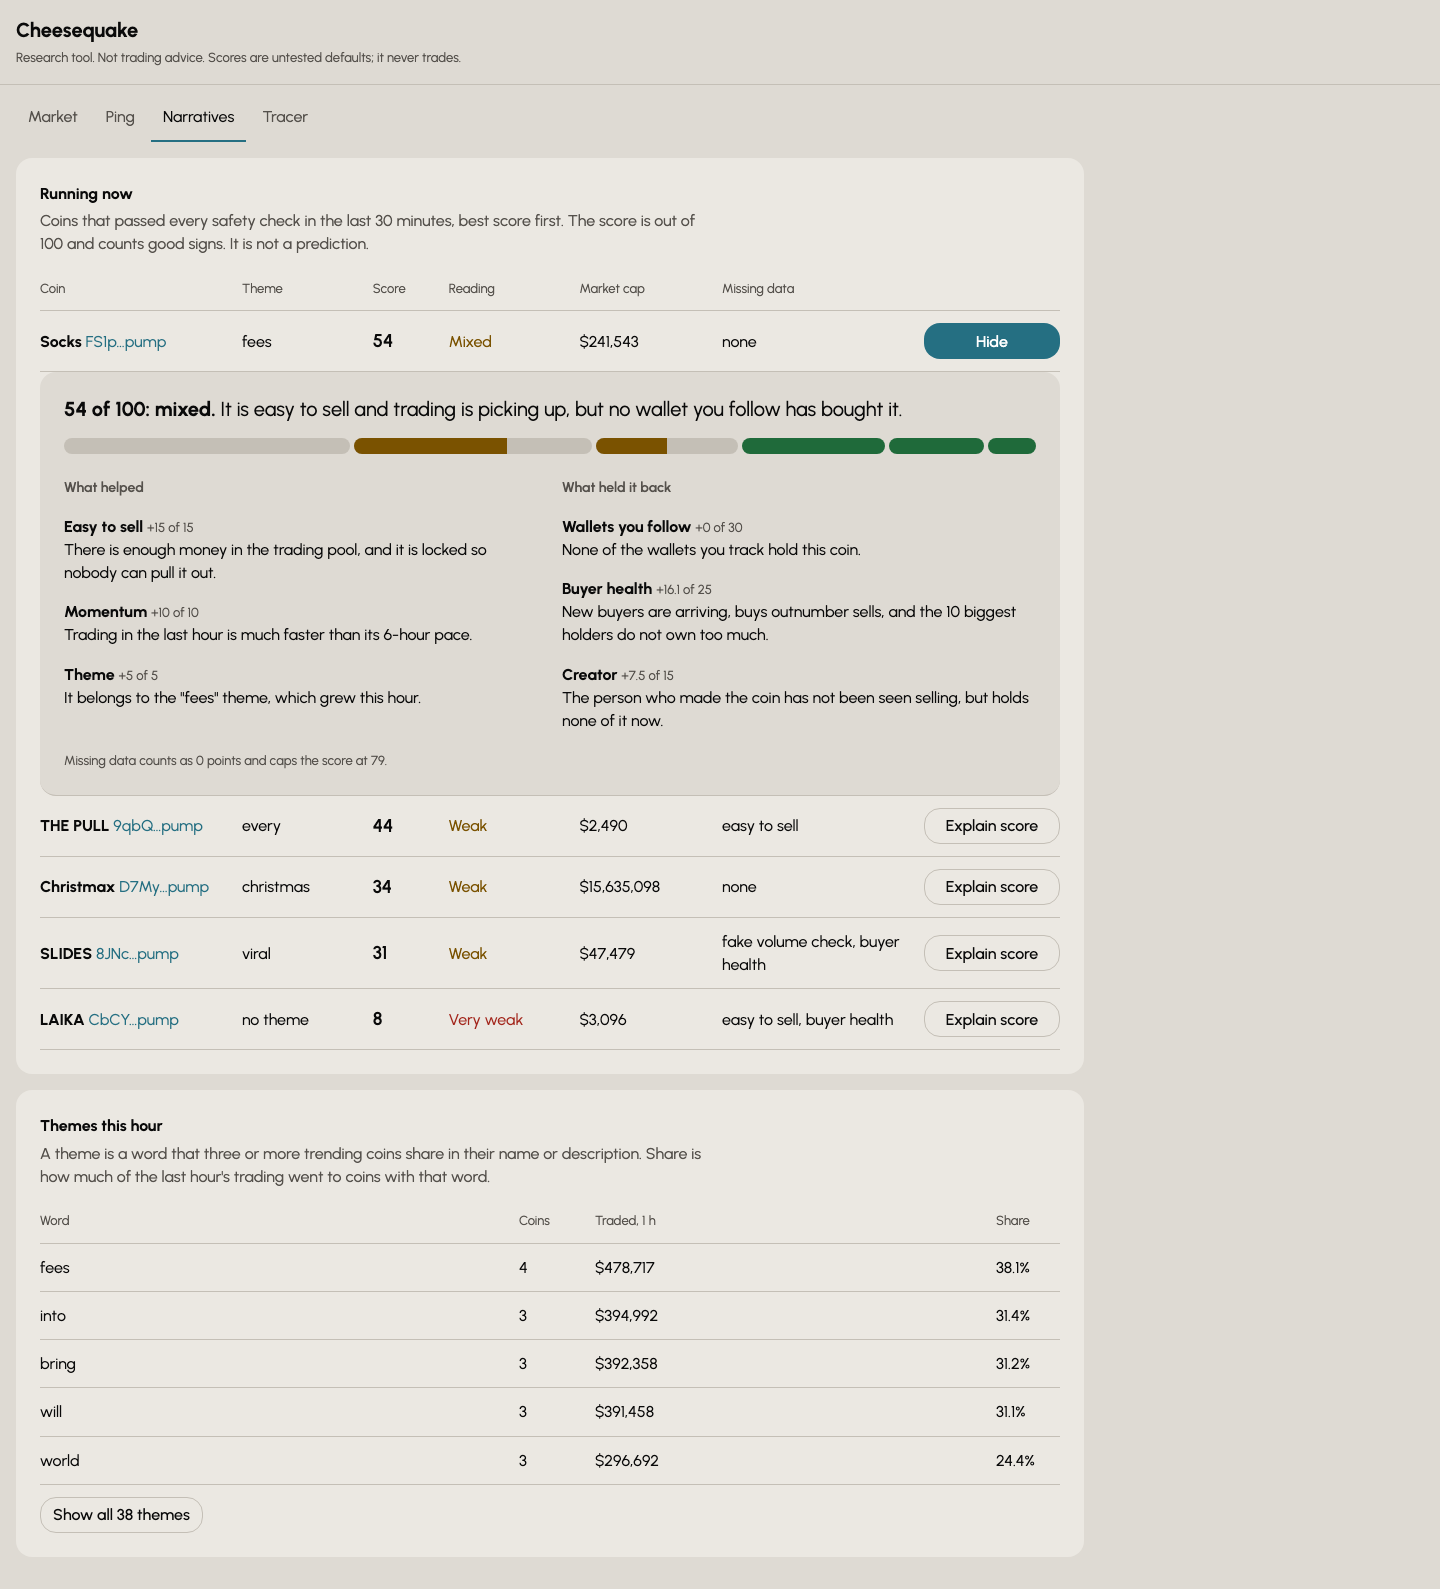 Cheesequake
Research tool. Not trading advice. Scores are untested defaults; it never trades.
Market Ping Narratives Tracer
Running now
Coins that passed every safety check in the last 30 minutes, best score first. The score is out of
100 and counts good signs. It is not a prediction.
Coin Theme Score Reading Market cap Missing data
Socks FS1p…pump fees 54 Mixed $241,543 none Hide
54 of 100: mixed. It is easy to sell and trading is picking up, but no wallet you follow has bought it.
What helped
Easy to sell +15 of 15
There is enough money in the trading pool, and it is locked so
nobody can pull it out.
Momentum +10 of 10
Trading in the last hour is much faster than its 6-hour pace.
Theme +5 of 5
It belongs to the "fees" theme, which grew this hour.
What held it back
Wallets you follow +0 of 30
None of the wallets you track hold this coin.
Buyer health +16.1 of 25
New buyers are arriving, buys outnumber sells, and the 10 biggest
holders do not own too much.
Creator +7.5 of 15
The person who made the coin has not been seen selling, but holds
none of it now.
Missing data counts as 0 points and caps the score at 79.
THE PULL 9qbQ…pump every 44 Weak $2,490 easy to sell Explain score
Christmax D7My…pump christmas 34 Weak $15,635,098 none Explain score
SLIDES 8JNc…pump viral 31 Weak $47,479 fake volume check, buyer
health Explain score
LAIKA CbCY…pump no theme 8 Very weak $3,096 easy to sell, buyer health Explain score
Themes this hour
A theme is a word that three or more trending coins share in their name or description. Share is
how much of the last hour's trading went to coins with that word.
Word Coins Traded, 1 h Share
fees 4 $478,717 38.1%
into 3 $394,992 31.4%
bring 3 $392,358 31.2%
will 3 $391,458 31.1%
world 3 $296,692 24.4%
Show all 38 themes